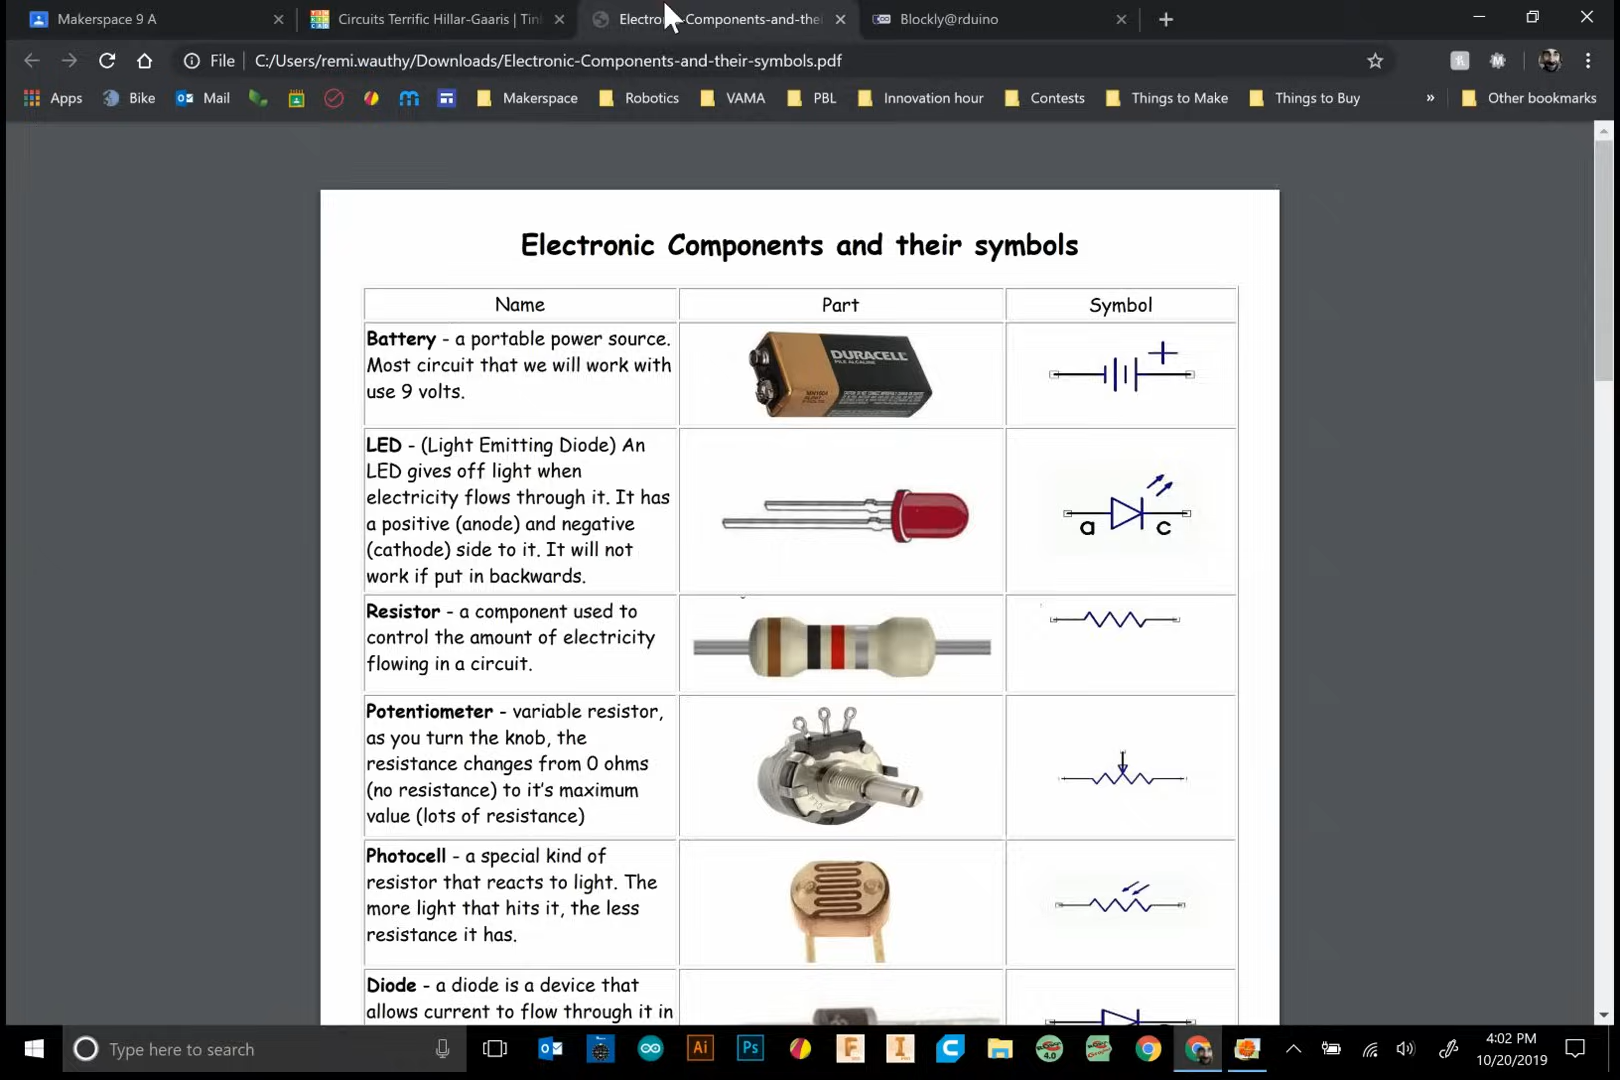 Makerspace 9 A
Circuits Terrific Hillar-Gaaris | Tin
Electro -Components-and-thei
Blockly@rduino
File
C:/Users/remi.wauthy/Downloads/Electronic-Components-and-their-symbols.pdf
Apps
Bike
Mail
Makerspace
Robotics
VAMA
PBL
Innovation hour
Contests
Things to Make
Things to Buy
»
Other bookmarks
Electronic Components and their symbols
Name
Part
Symbol
Battery - a portable power source.
Most circuit that we will work with
use 9 volts.
DURACELL
+
LED - (Light Emitting Diode) An
LED gives off light when
electricity flows through it. It has
a positive (anode) and negative
(cathode) side to it. It will not
work if put in backwards.
a
c
Resistor - a component used to
control the amount of electricity
flowing in a circuit.
Potentiometer - variable resistor,
as you turn the knob, the
resistance changes from 0 ohms
(no resistance) to it's maximum
value (lots of resistance)
Photocell - a special kind of
resistor that reacts to light. The
more light that hits it, the less
resistance it has.
Diode - a diode is a device that
allows current to flow through it in
Type here to search
Ai
Ps
F
I
4.0
4:02 PM
10/20/2019